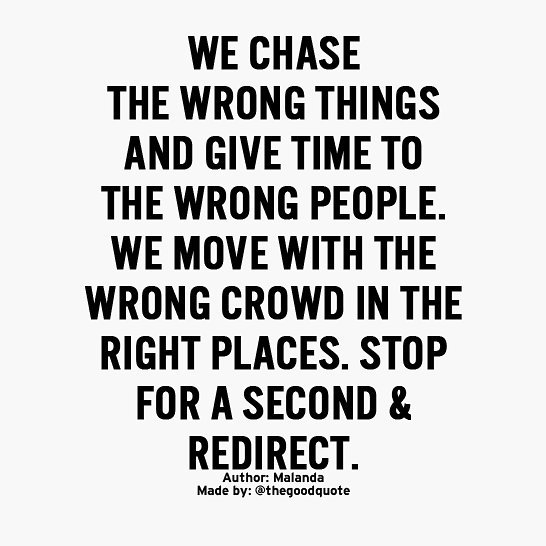 WE CHASE
THE WRONG THINGS
AND GIVE TIME TO
THE WRONG PEOPLE.
WE MOVE WITH THE
WRONG CROWD IN THE
RIGHT PLACES. STOP
FOR A SECOND &
REDIRECT.
Author: Malanda
Made by: @thegoodquote